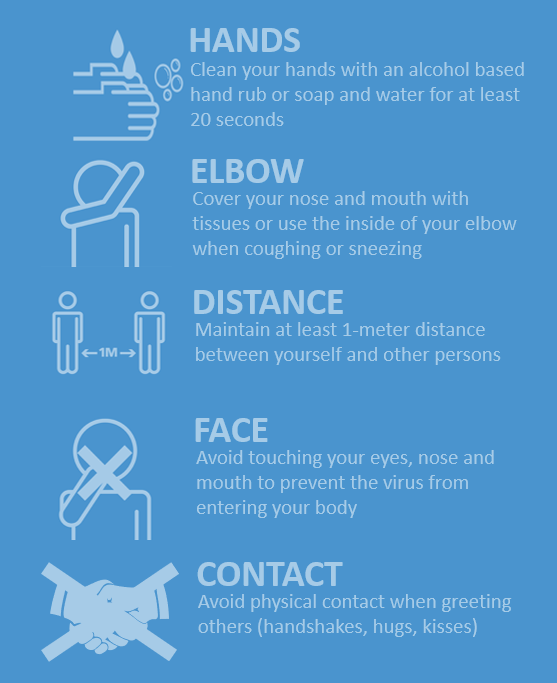 HANDS
Clean your hands with an alcohol based
hand rub or soap and water for at least
20 seconds
ELBOW
Cover your nose and mouth with
tissues or use the inside of your elbow
when coughing or sneezing
DISTANCE
Maintain at least 1-meter distance
between yourself and other persons
1M
FACE
Avoid touching your eyes, nose and
mouth to prevent the virus from
entering your body
CONTACT
Avoid physical contact when greeting
others (handshakes, hugs, kisses)